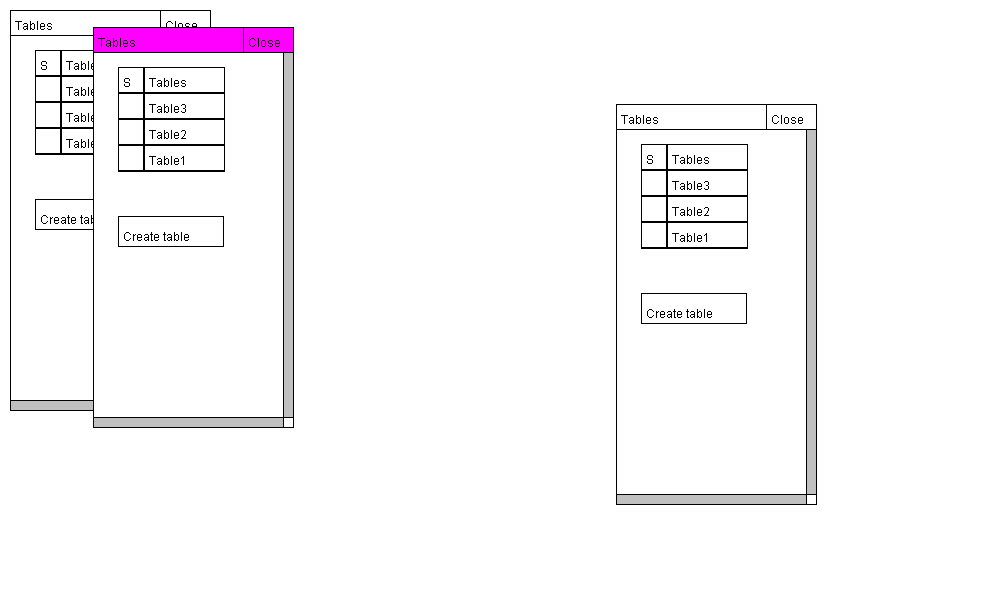 Tables Close
S Table
Table
Table
Table
Create tab
Tables Close
S Tables
Table3
Table2
Table1
Create table
Tables Close
S Tables
Table3
Table2
Table1
Create table